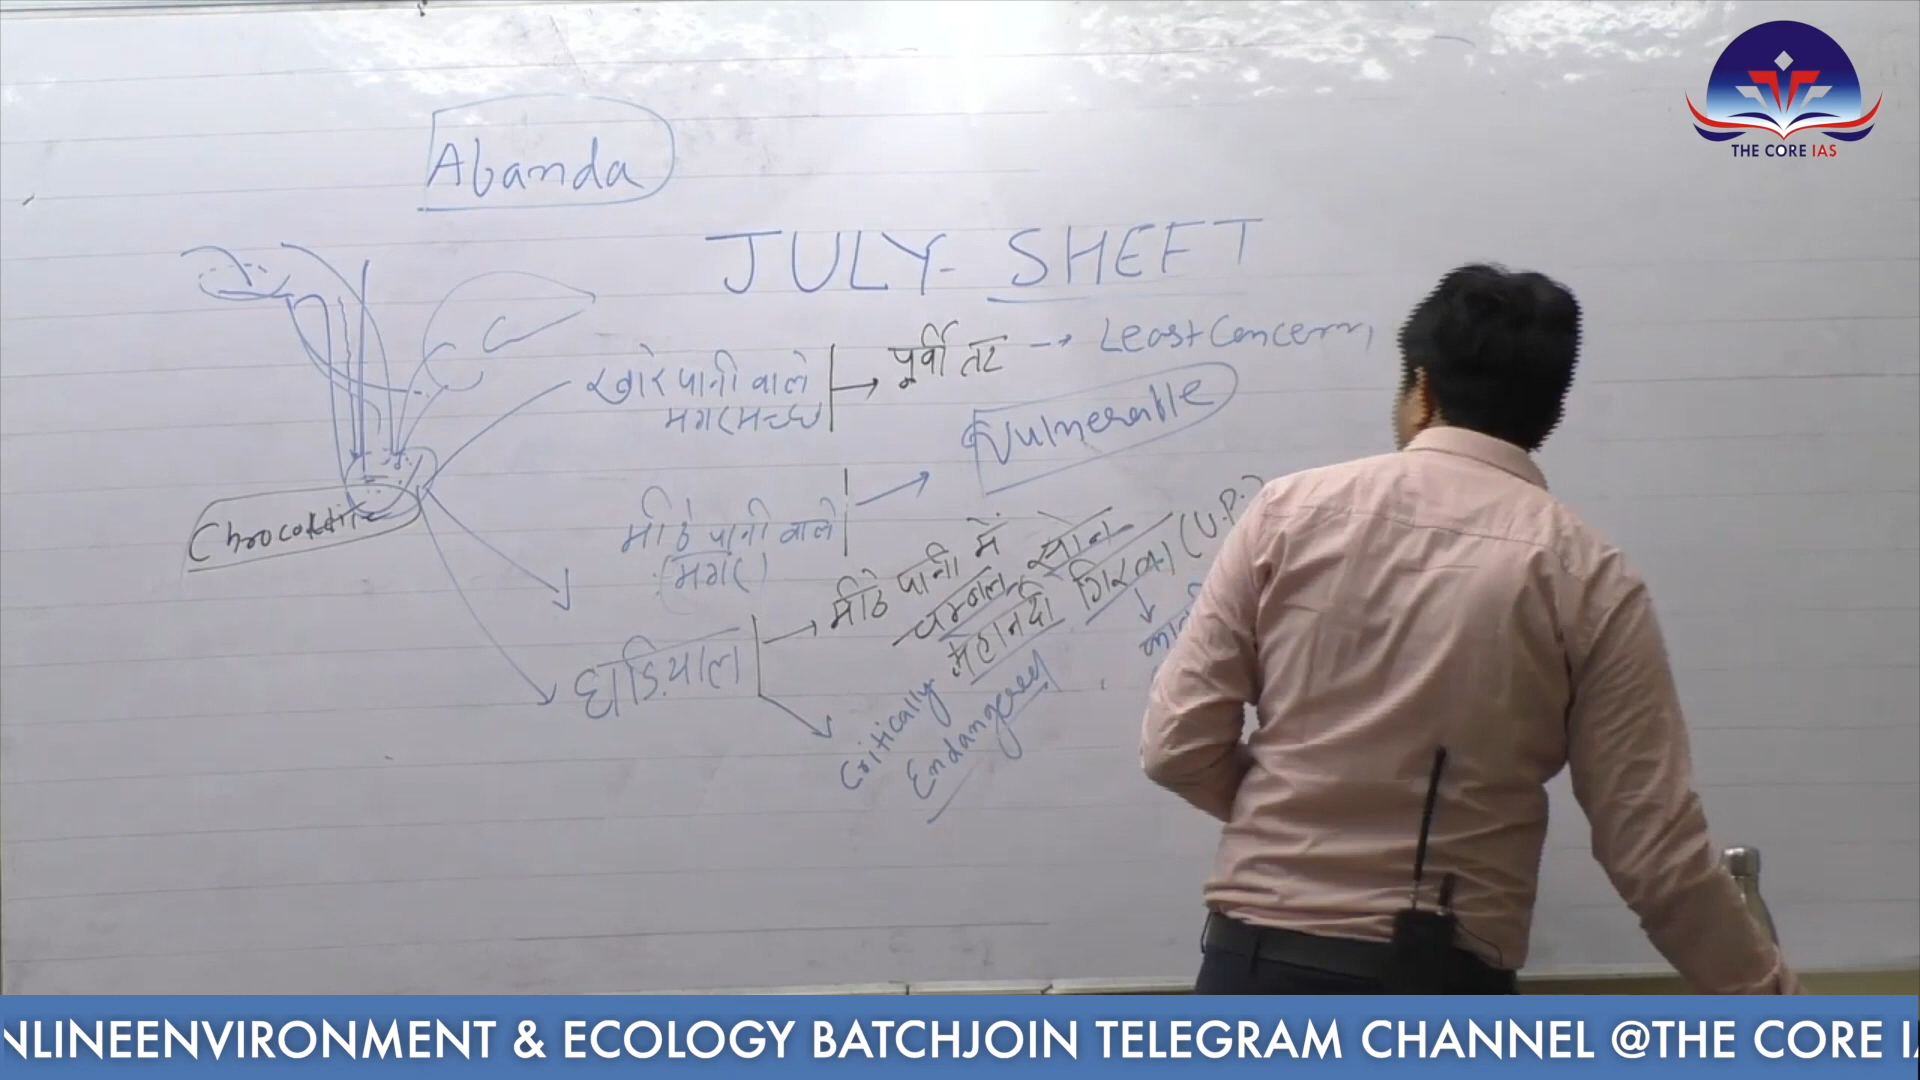 THE CORE IAS
Abanda
JULY- SHEET
खारे पानी वाले
मगरमच्छ
→ पूर्वी तट → Least Concern,
Vulnerable
मीठे पानी वाले
(मगर)
घड़ियाल
→ मीठे पानी में
चम्बल, सोन
महानदी गिरवा (U.P.)
Critically
Endangered
NLINEENVIRONMENT & ECOLOGY BATCHJOIN TELEGRAM CHANNEL @THE CORE IA